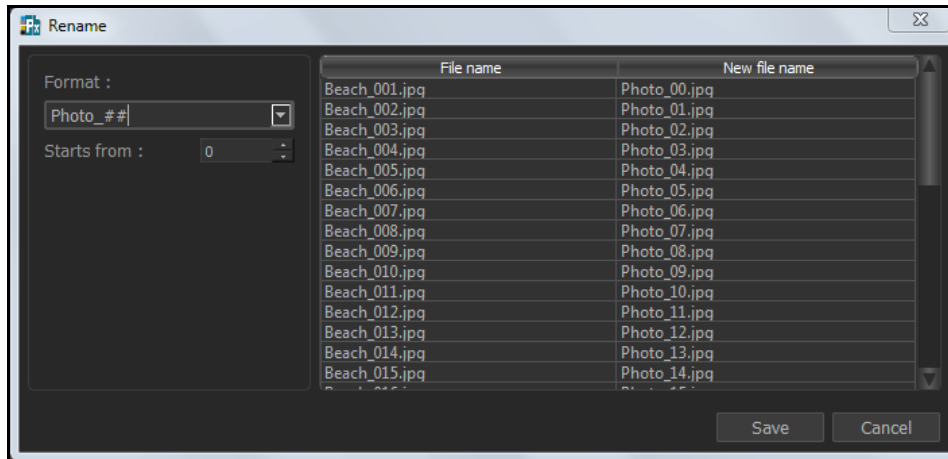 Rename
Format :
Photo_##
Starts from : 0
File name New file name
Beach_001.jpg Photo_00.jpg
Beach_002.jpg Photo_01.jpg
Beach_003.jpg Photo_02.jpg
Beach_004.jpg Photo_03.jpg
Beach_005.jpg Photo_04.jpg
Beach_006.jpg Photo_05.jpg
Beach_007.jpg Photo_06.jpg
Beach_008.jpg Photo_07.jpg
Beach_009.jpg Photo_08.jpg
Beach_010.jpg Photo_09.jpg
Beach_011.jpg Photo_10.jpg
Beach_012.jpg Photo_11.jpg
Beach_013.jpg Photo_12.jpg
Beach_014.jpg Photo_13.jpg
Beach_015.jpg Photo_14.jpg
Save Cancel